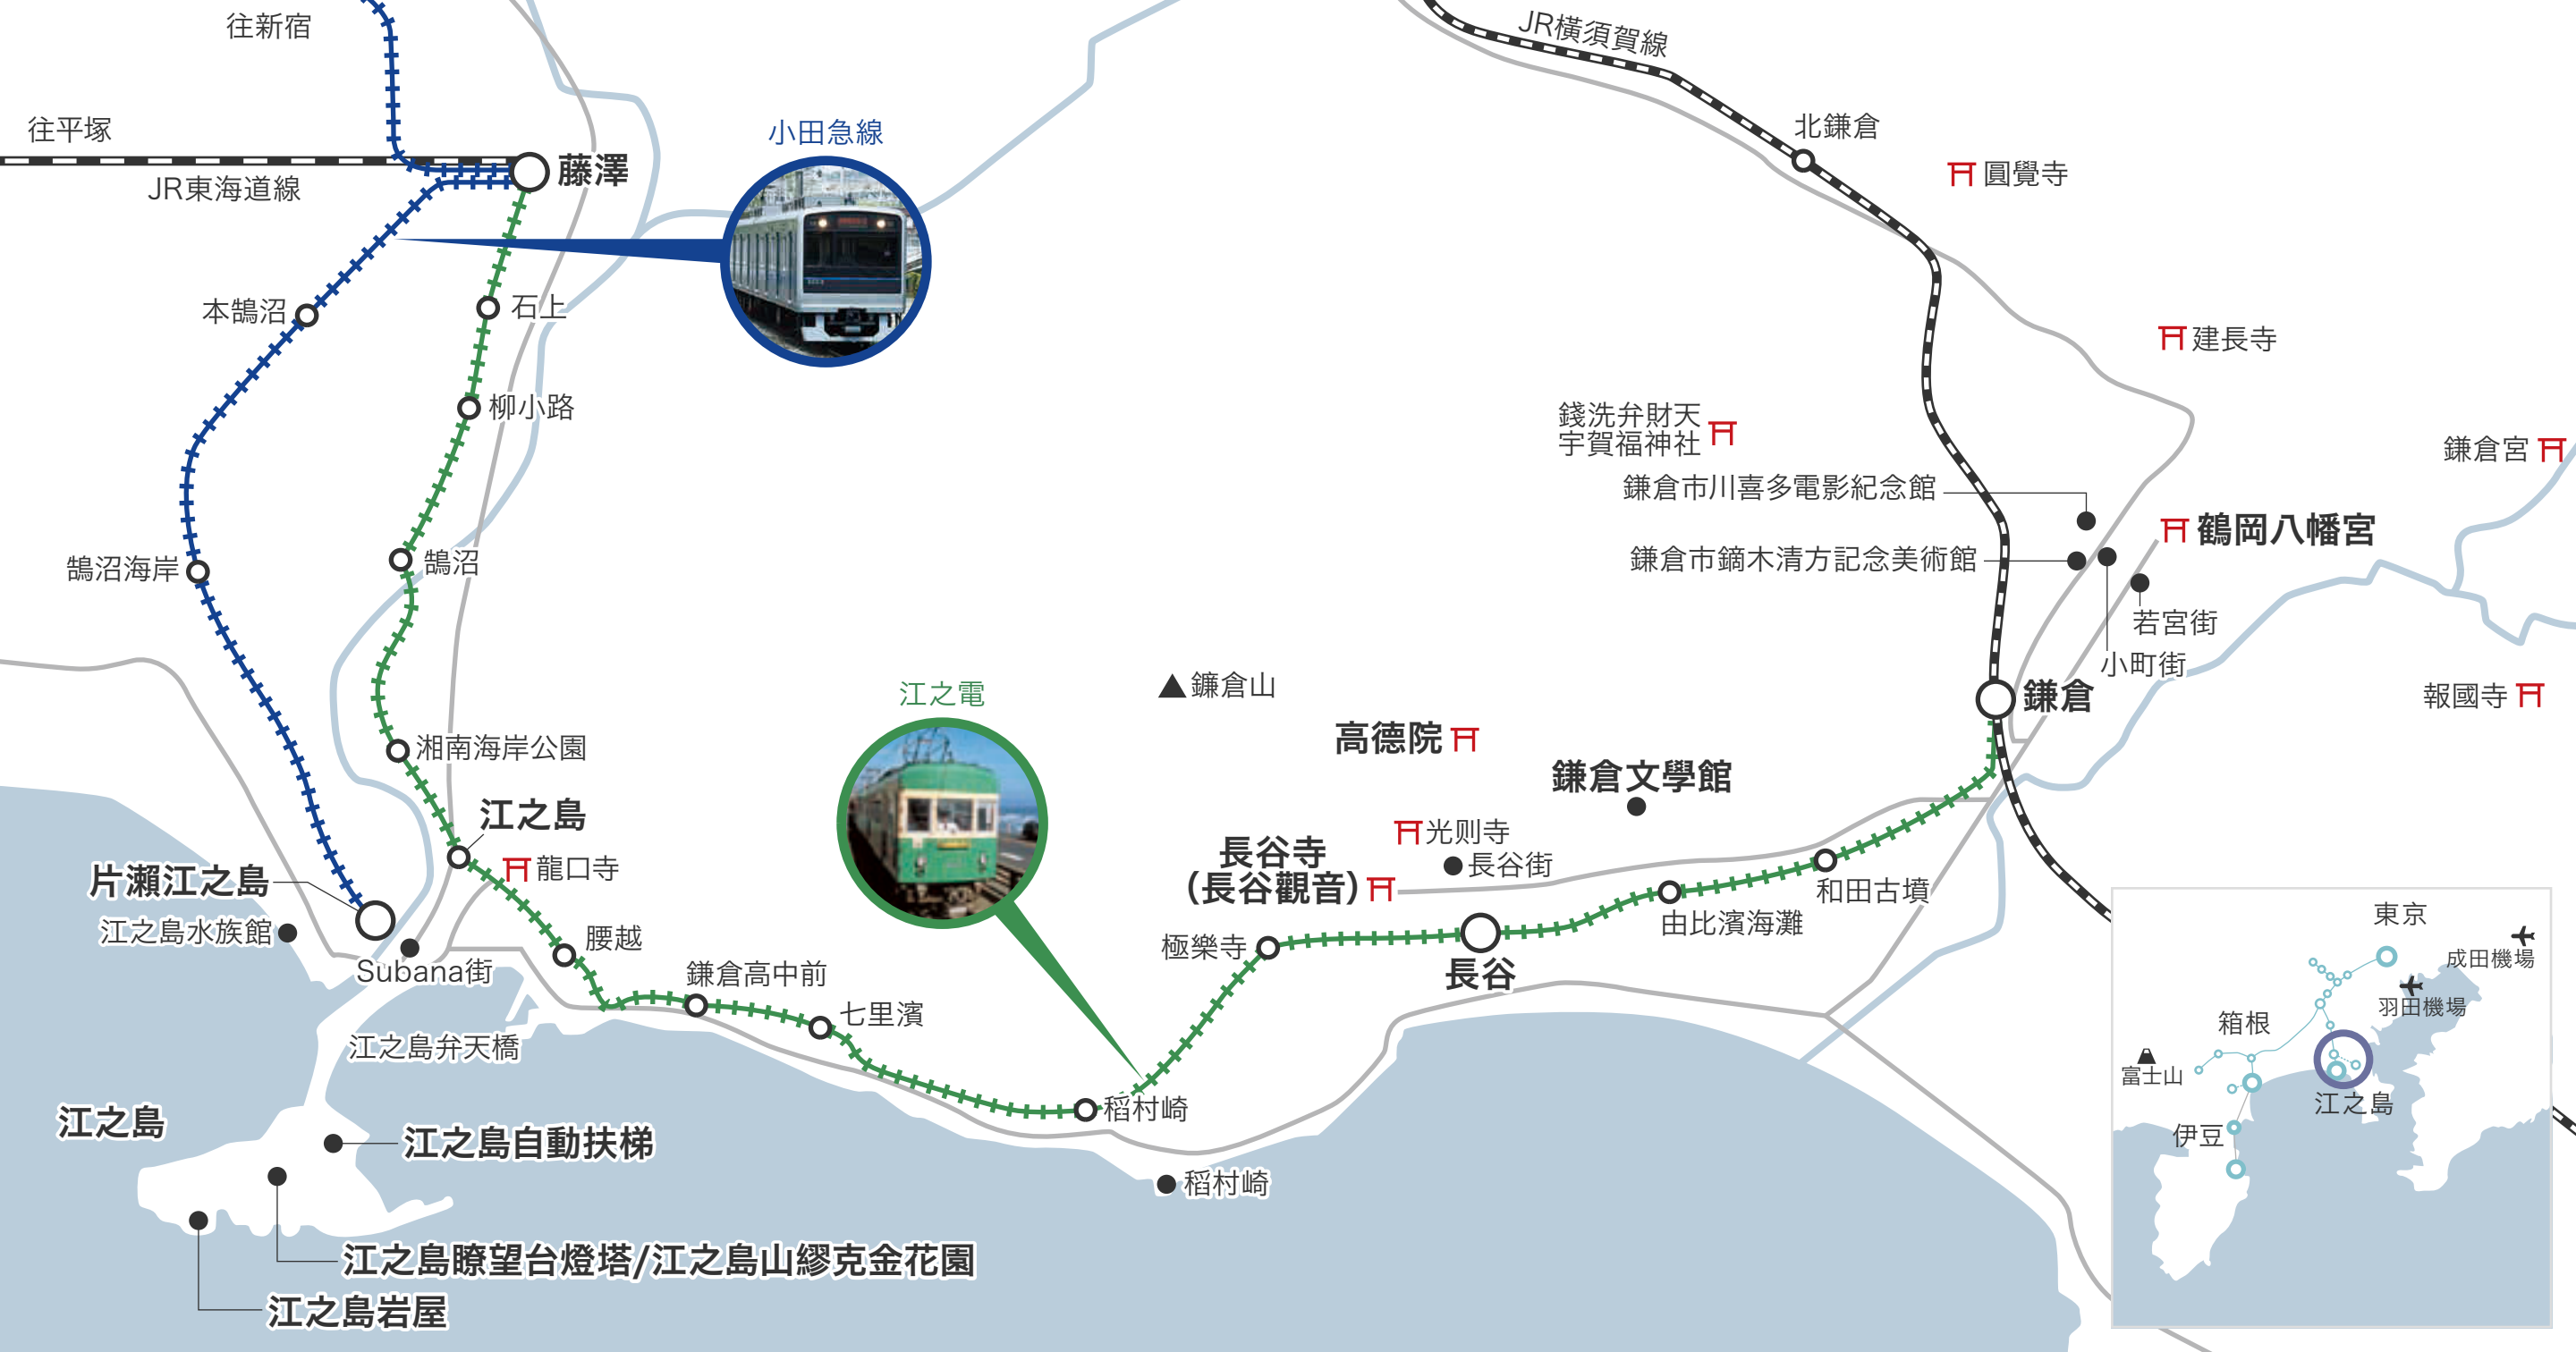 往新宿
JR橫須賀線
往平塚
小田急線
北鎌倉
藤澤
圓覺寺
JR東海道線
本鵠沼
石上
建長寺
柳小路
錢洗弁財天
宇賀福神社
鎌倉宮
鎌倉市川喜多電影紀念館
鶴岡八幡宮
鵠沼海岸
鵠沼
鎌倉市鏑木清方記念美術館
若宮街
小町街
江之電
鎌倉山
鎌倉
報國寺
湘南海岸公園
高德院
鎌倉文學館
江之島
光则寺
長谷寺
(長谷觀音)
長谷街
片瀨江之島
龍口寺
和田古墳
江之島水族館
腰越
極樂寺
由比濱海灘
東京
Subana街
鎌倉高中前
長谷
成田機場
七里濱
羽田機場
江之島弁天橋
箱根
富士山
江之島
稻村崎
江之島
江之島自動扶梯
伊豆
稻村崎
江之島瞭望台燈塔/江之島山繆克金花園
江之島岩屋